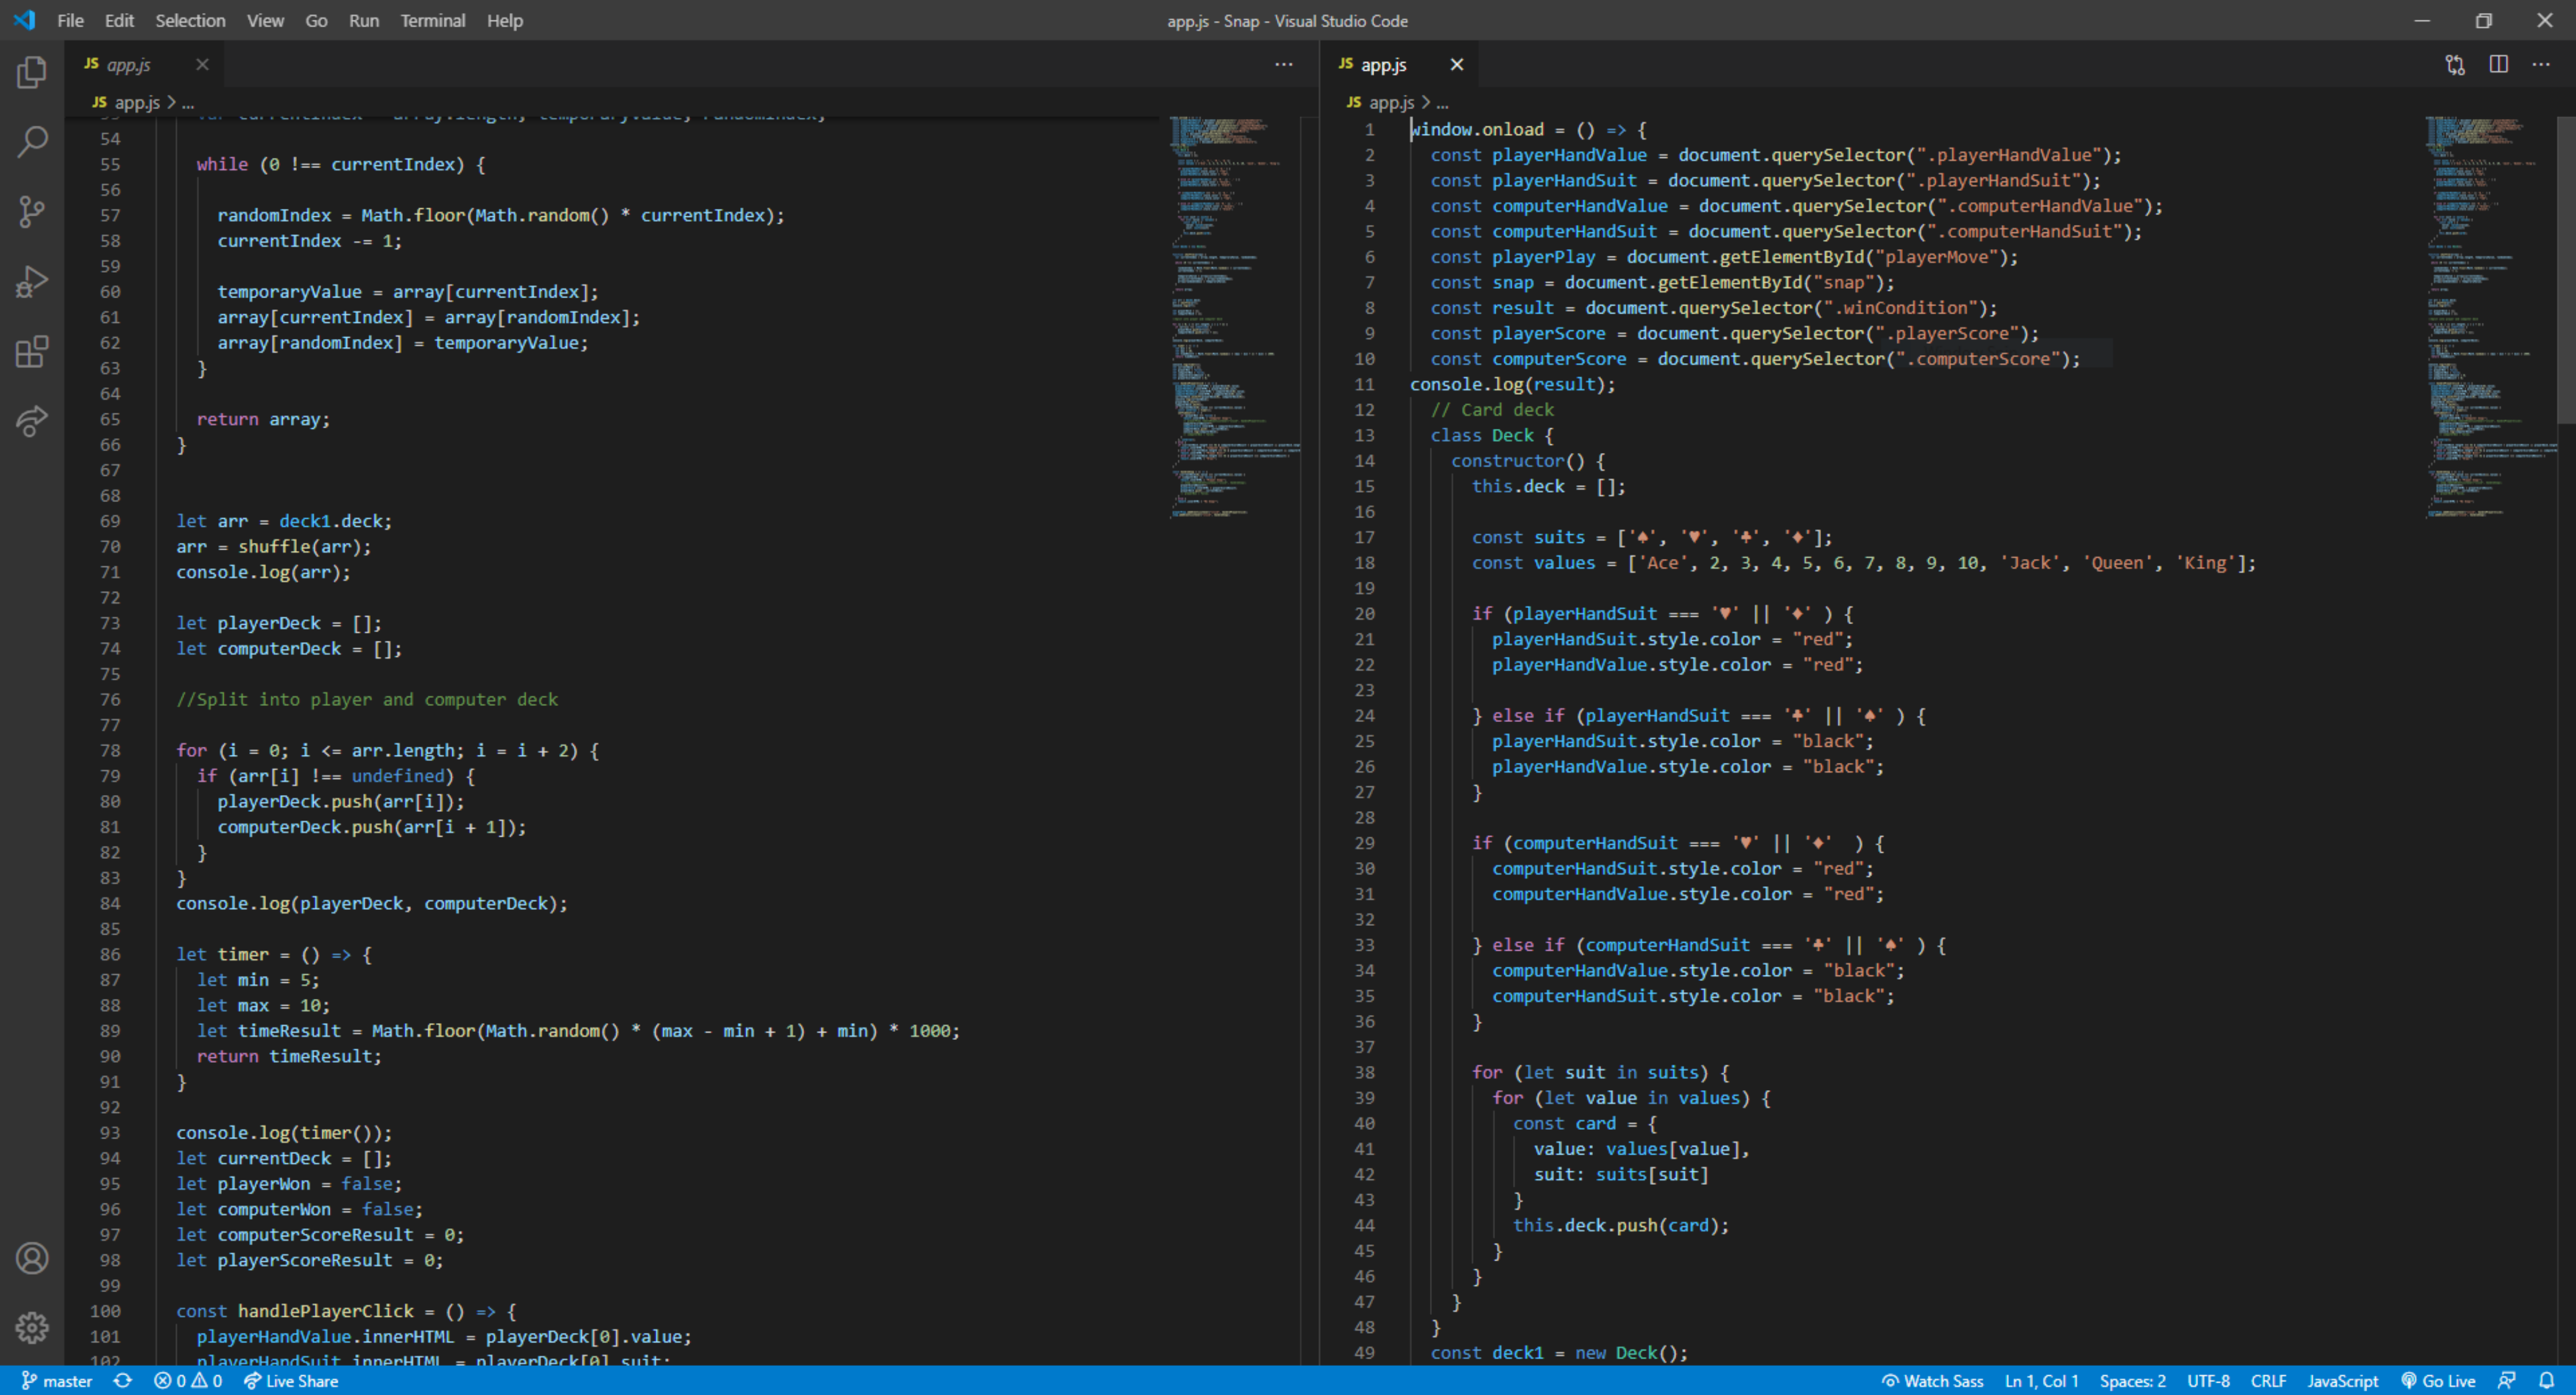 File Edit Selection View Go Run Terminal Help
app.js - Snap - Visual Studio Code
JS app.js
JS app.js > ...
54
55 while (0 !== currentIndex) {
56
57 randomIndex = Math.floor(Math.random() * currentIndex);
58 currentIndex -= 1;
59
60 temporaryValue = array[currentIndex];
61 array[currentIndex] = array[randomIndex];
62 array[randomIndex] = temporaryValue;
63 }
64
65 return array;
66 }
67
68
69 let arr = deck1.deck;
70 arr = shuffle(arr);
71 console.log(arr);
72
73 let playerDeck = [];
74 let computerDeck = [];
75
76 //Split into player and computer deck
77
78 for (i = 0; i <= arr.length; i = i + 2) {
79 if (arr[i] !== undefined) {
80 playerDeck.push(arr[i]);
81 computerDeck.push(arr[i + 1]);
82 }
83 }
84 console.log(playerDeck, computerDeck);
85
86 let timer = () => {
87 let min = 5;
88 let max = 10;
89 let timeResult = Math.floor(Math.random() * (max - min + 1) + min) * 1000;
90 return timeResult;
91 }
92
93 console.log(timer());
94 let currentDeck = [];
95 let playerWon = false;
96 let computerWon = false;
97 let computerScoreResult = 0;
98 let playerScoreResult = 0;
99
100 const handlePlayerClick = () => {
101 playerHandValue.innerHTML = playerDeck[0].value;
102 playerHandSuit.innerHTML = playerDeck[0].suit;
JS app.js
JS app.js > ...
1 window.onload = () => {
2 const playerHandValue = document.querySelector(".playerHandValue");
3 const playerHandSuit = document.querySelector(".playerHandSuit");
4 const computerHandValue = document.querySelector(".computerHandValue");
5 const computerHandSuit = document.querySelector(".computerHandSuit");
6 const playerPlay = document.getElementById("playerMove");
7 const snap = document.getElementById("snap");
8 const result = document.querySelector(".winCondition");
9 const playerScore = document.querySelector(".playerScore");
10 const computerScore = document.querySelector(".computerScore");
11 console.log(result);
12 // Card deck
13 class Deck {
14 constructor() {
15 this.deck = [];
16
17 const suits = ['♠', '♥', '♣', '♦'];
18 const values = ['Ace', 2, 3, 4, 5, 6, 7, 8, 9, 10, 'Jack', 'Queen', 'King'];
19
20 if (playerHandSuit === '♥' || '♦' ) {
21 playerHandSuit.style.color = "red";
22 playerHandValue.style.color = "red";
23
24 } else if (playerHandSuit === '♣' || '♠' ) {
25 playerHandSuit.style.color = "black";
26 playerHandValue.style.color = "black";
27 }
28
29 if (computerHandSuit === '♥' || '♦'  ) {
30 computerHandSuit.style.color = "red";
31 computerHandValue.style.color = "red";
32
33 } else if (computerHandSuit === '♣' || '♠' ) {
34 computerHandValue.style.color = "black";
35 computerHandSuit.style.color = "black";
36 }
37
38 for (let suit in suits) {
39 for (let value in values) {
40 const card = {
41 value: values[value],
42 suit: suits[suit]
43 }
44 this.deck.push(card);
45 }
46 }
47 }
48 }
49 const deck1 = new Deck();
master 0 0 Live Share
Watch Sass Ln 1, Col 1 Spaces: 2 UTF-8 CRLF JavaScript Go Live